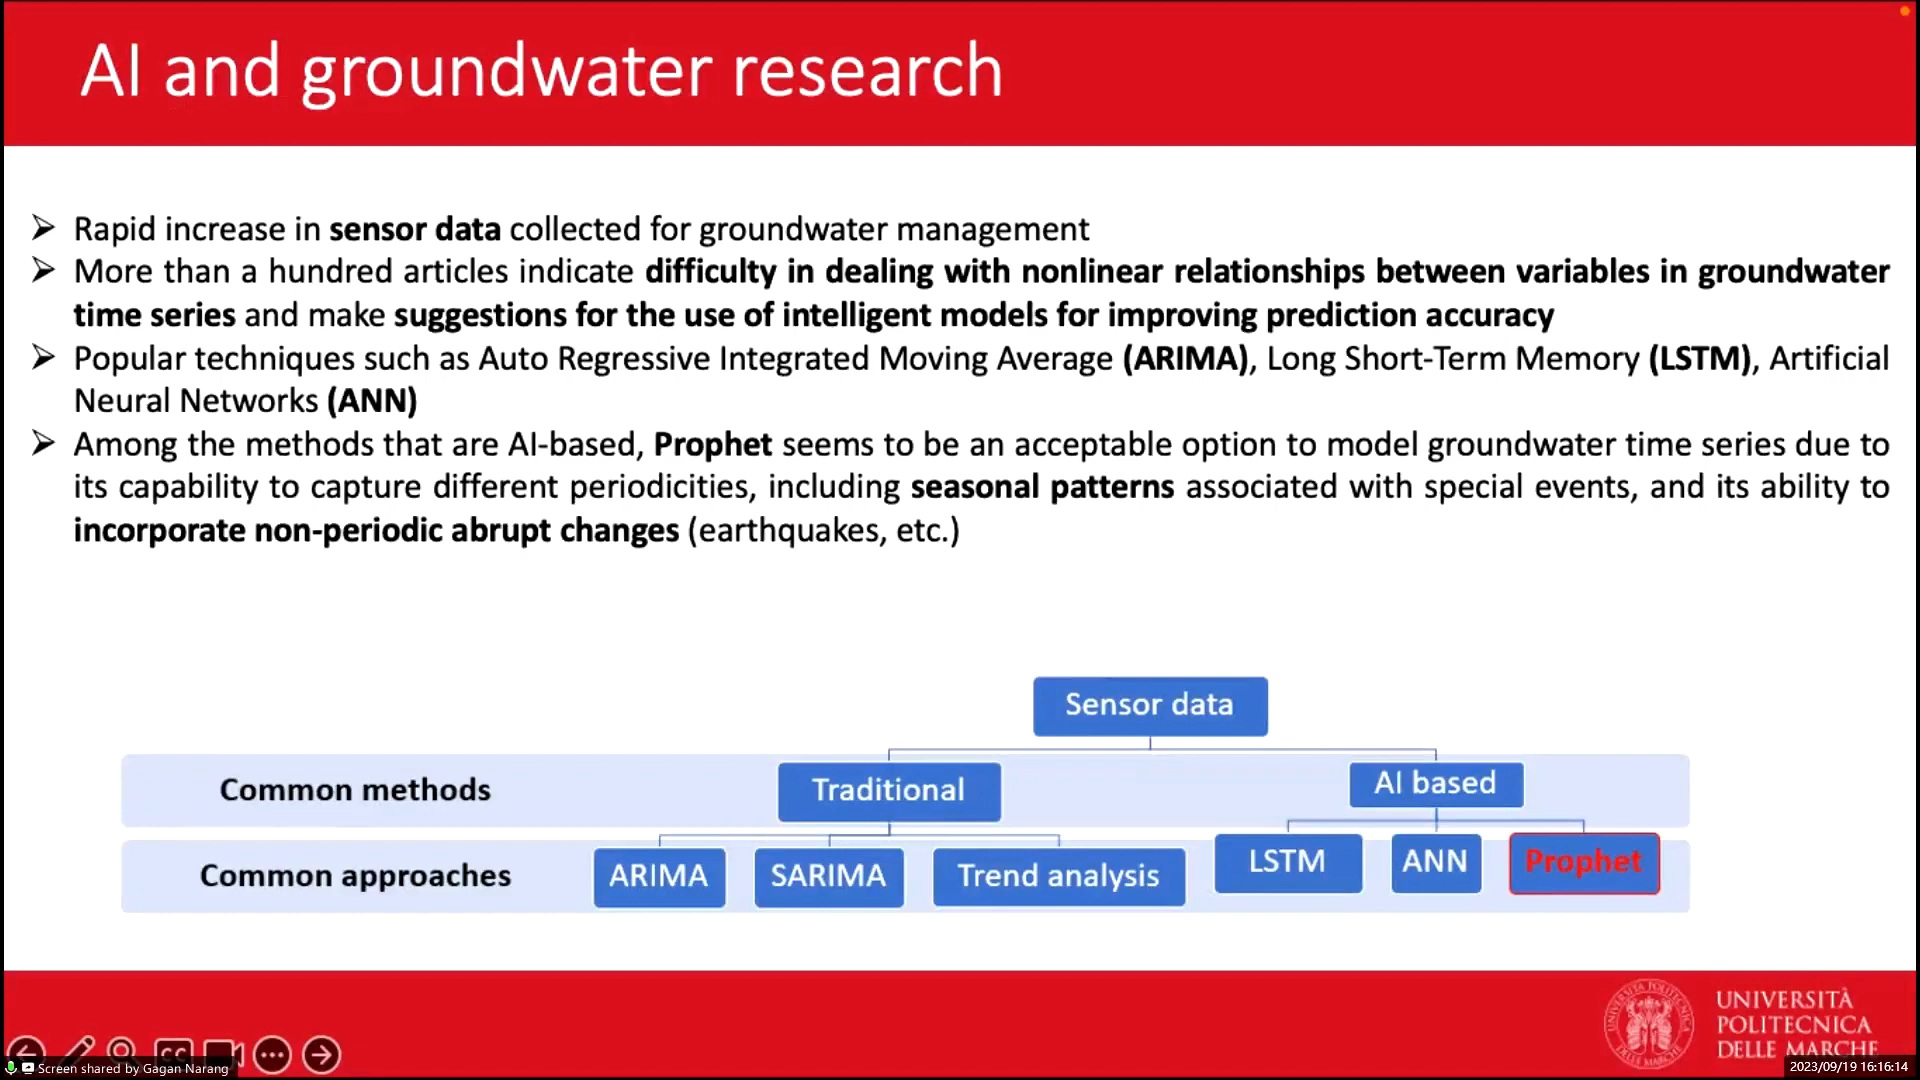 AI and groundwater research
Rapid increase in sensor data collected for groundwater management
More than a hundred articles indicate difficulty in dealing with nonlinear relationships between variables in groundwater
time series and make suggestions for the use of intelligent models for improving prediction accuracy
Popular techniques such as Auto Regressive Integrated Moving Average (ARIMA), Long Short-Term Memory (LSTM), Artificial
Neural Networks (ANN)
Among the methods that are AI-based, Prophet seems to be an acceptable option to model groundwater time series due to
its capability to capture different periodicities, including seasonal patterns associated with special events, and its ability to
incorporate non-periodic abrupt changes (earthquakes, etc.)
Sensor data
Common methods
Traditional
AI based
Common approaches
ARIMA
SARIMA
Trend analysis
LSTM
ANN
Prophet
UNIVERSITÀ
POLITECNICA
DELLE MARCHE
CC
Screen shared by Gagan Narang
2023/09/19 16:16:14